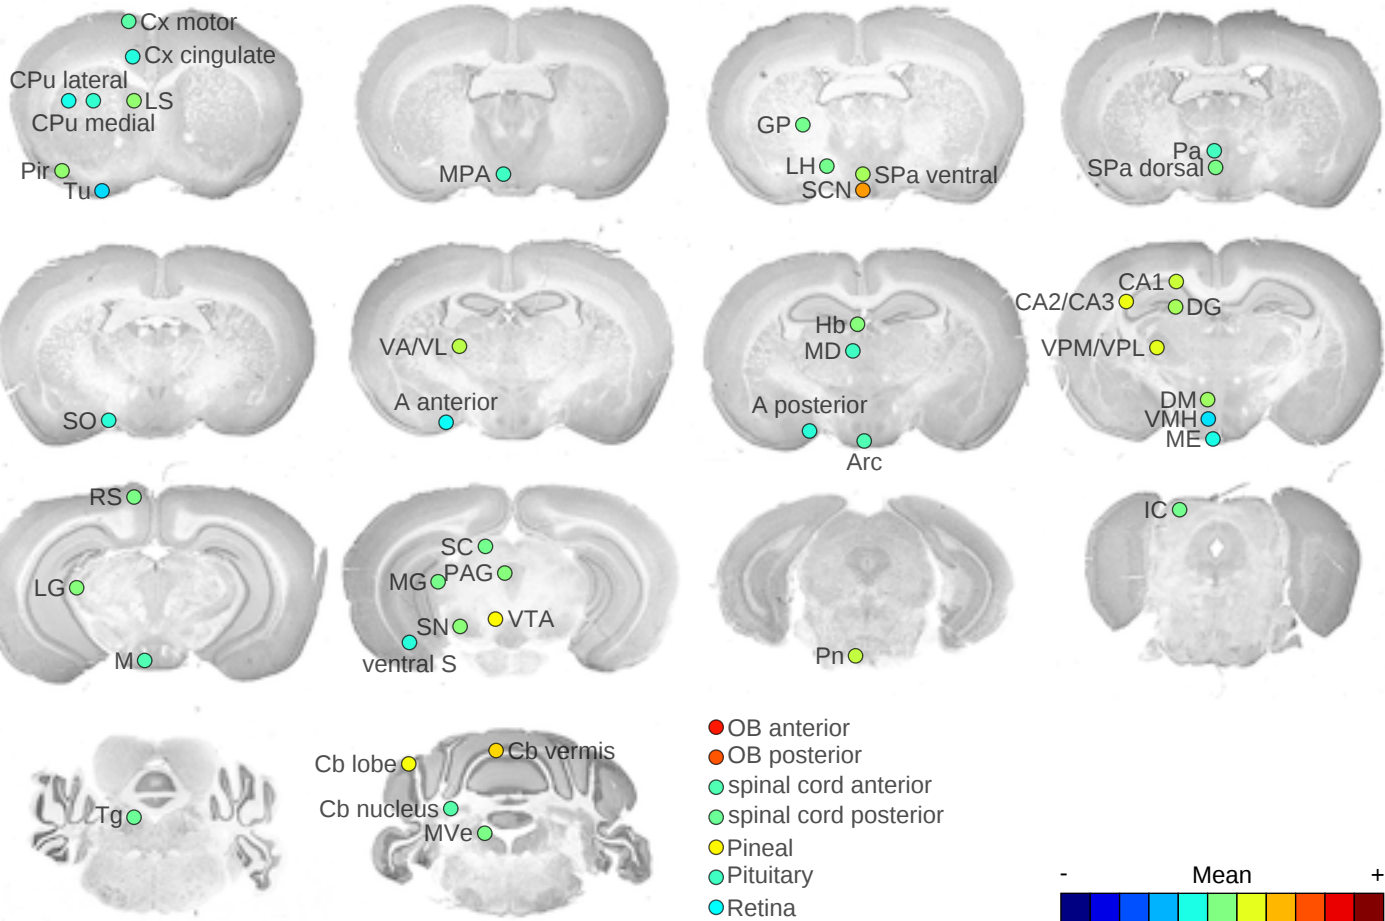 Cx motor
Cx cingulate
CPu lateral
LS
CPu medial
Pir
Tu
MPA
GP
LH
SPa ventral
SCN
Pa
SPa dorsal
SO
VA/VL
A anterior
Hb
MD
A posterior
Arc
CA1
CA2/CA3
DG
VPM/VPL
DM
VMH
ME
RS
LG
M
SC
MG
PAG
SN
VTA
ventral S
Pn
IC
Tg
Cb lobe
Cb vermis
Cb nucleus
MVe
OB anterior
OB posterior
spinal cord anterior
spinal cord posterior
Pineal
Pituitary
Retina
- Mean +